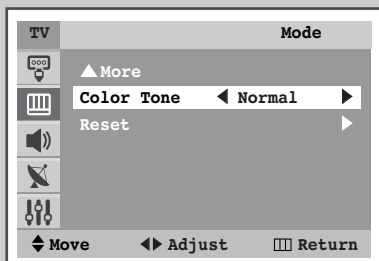 TV Mode
More
Color Tone Normal
Reset
Move Adjust Return